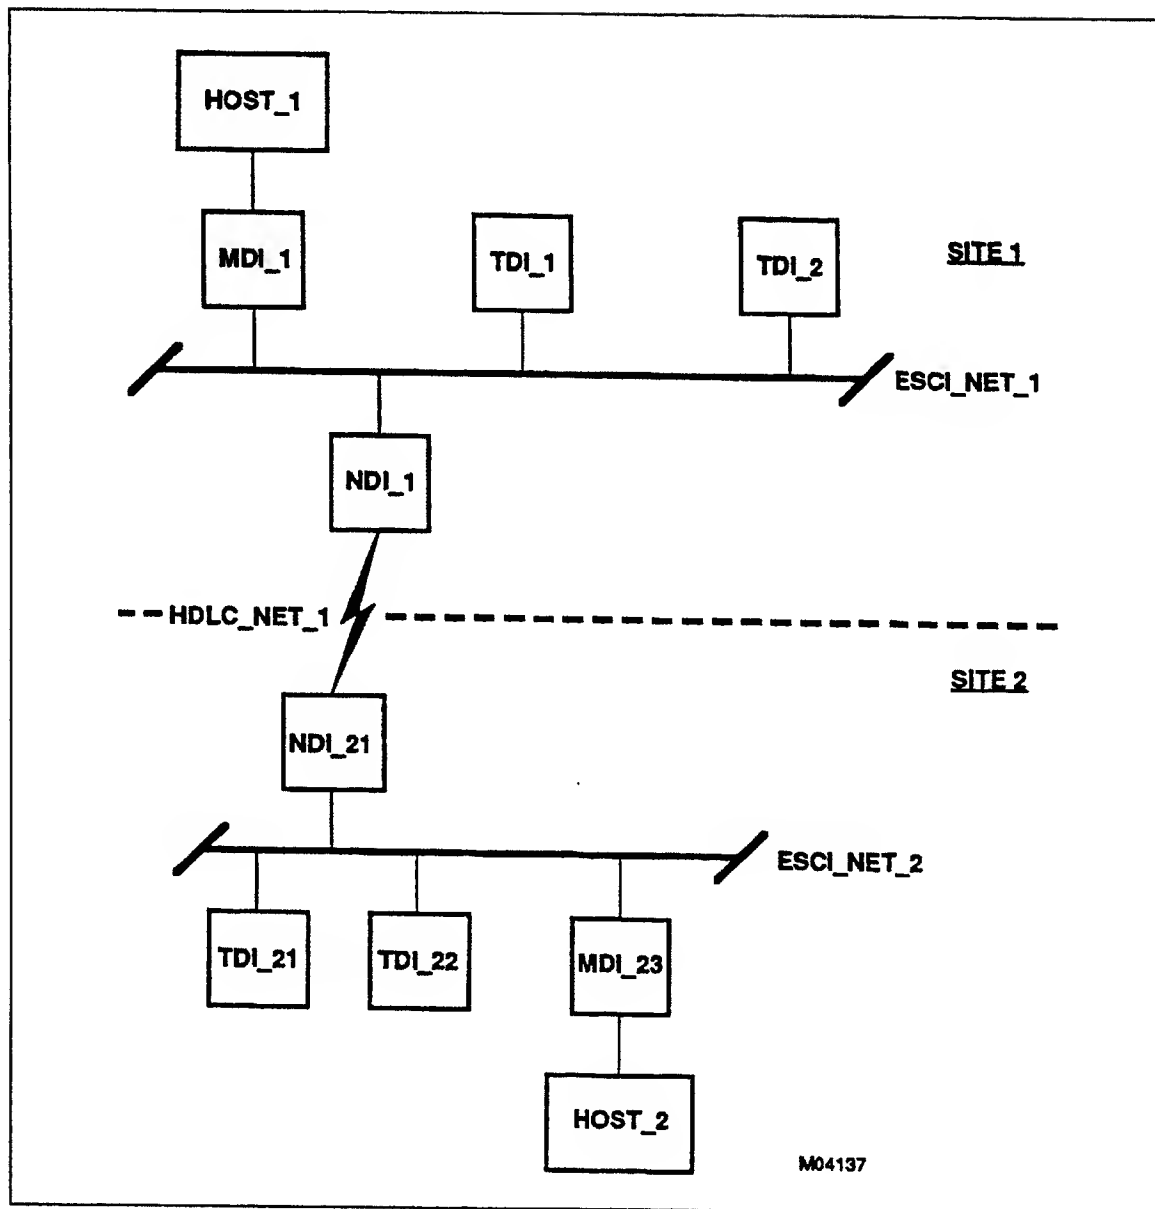 HOST_1
MDI_1
TDI_1
TDI_2
SITE 1
ESCI_NET_1
NDI_1
HDLC_NET_1
SITE 2
NDI_21
ESCI_NET_2
TDI_21
TDI_22
MDI_23
HOST_2
M04137